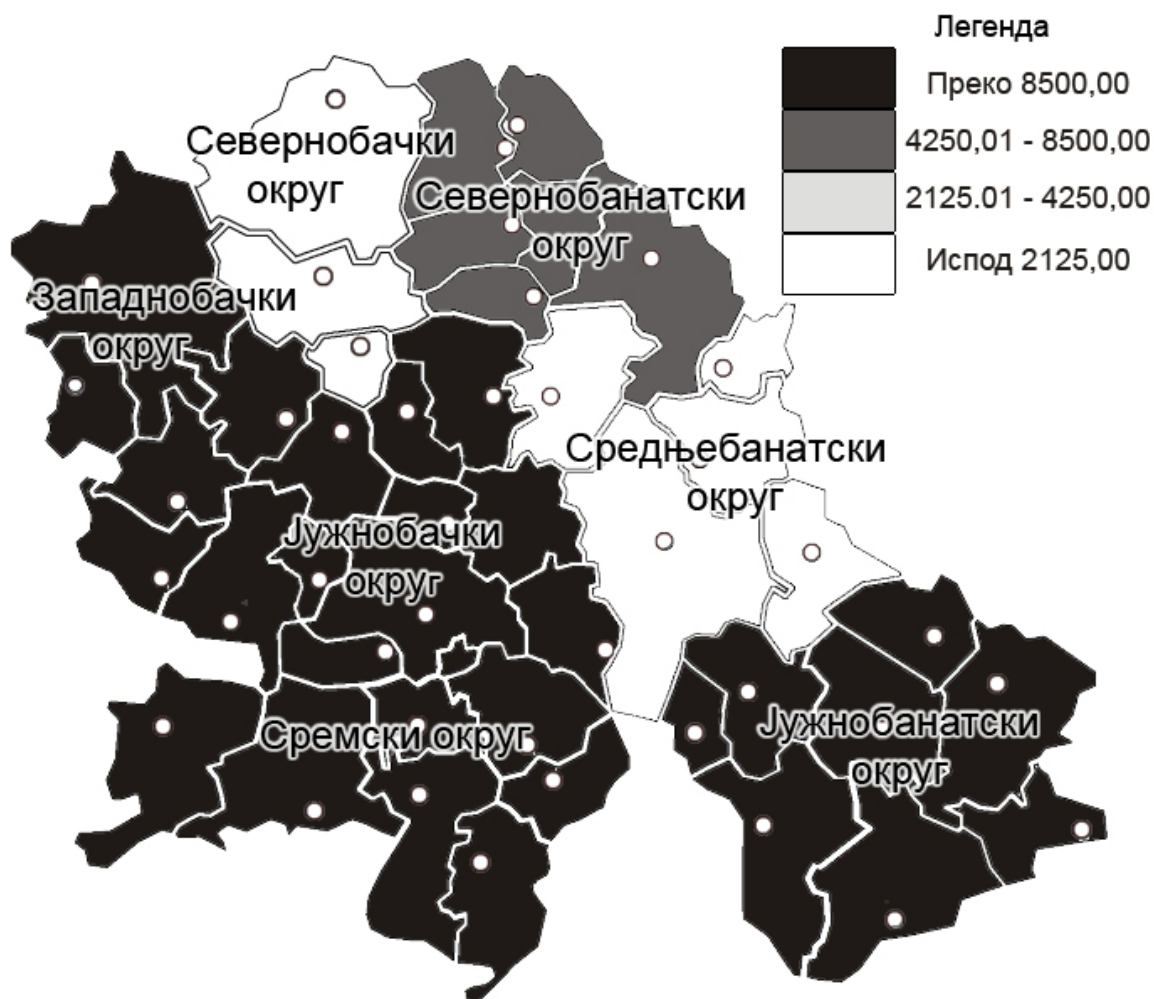 Легенда
Преко 8500,00
4250,01 - 8500,00
2125.01 - 4250,00
Испод 2125,00
Севернобачки
округ
Севернобанатски
округ
Западнобачки
округ
Средњебанатски
округ
Јужнобачки
округ
Сремски округ
Јужнобанатски
округ